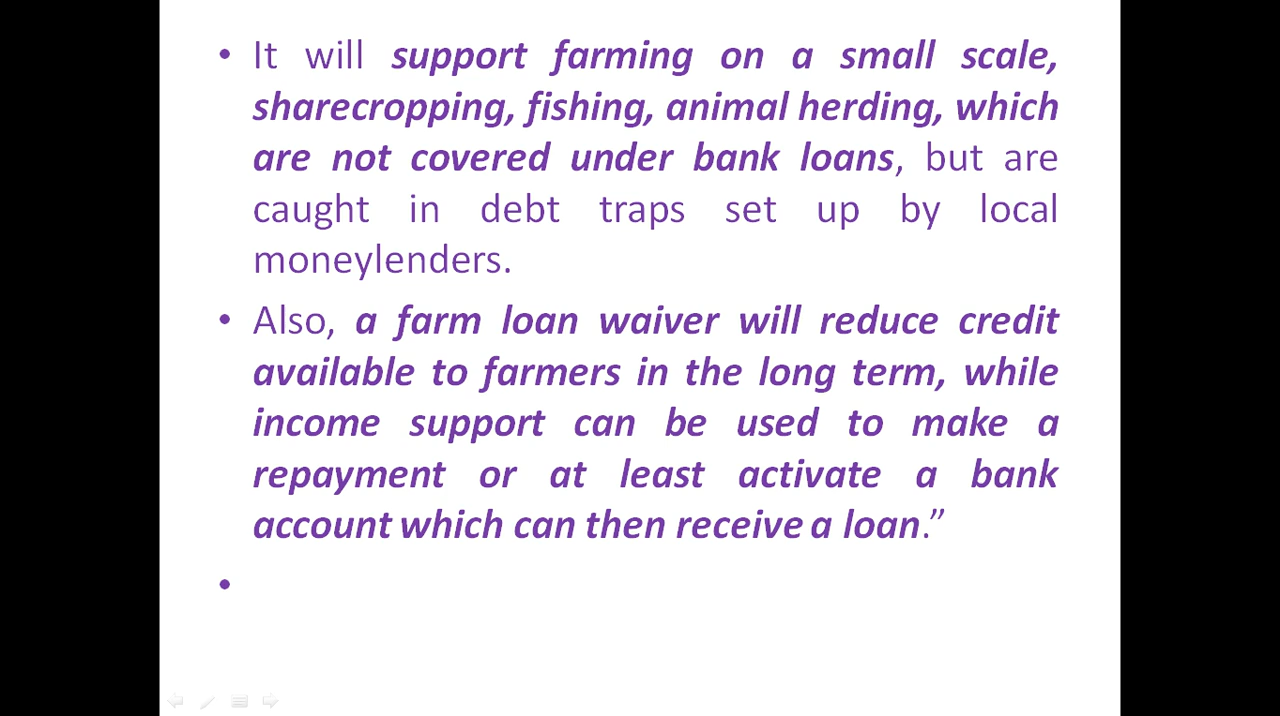 • It will support farming on a small scale,
sharecropping, fishing, animal herding, which
are not covered under bank loans, but are
caught in debt traps set up by local
moneylenders.
• Also, a farm loan waiver will reduce credit
available to farmers in the long term, while
income support can be used to make a
repayment or at least activate a bank
account which can then receive a loan.”
•